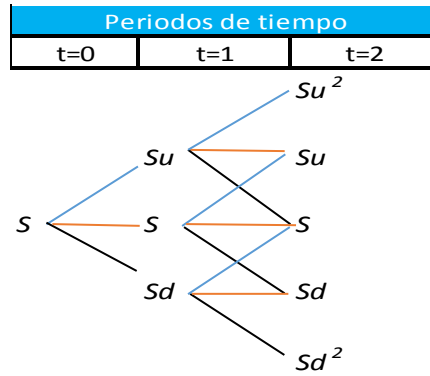 Periodos de tiempo
t=0 t=1 t=2
Su²
Su Su
S S S
Sd Sd
Sd²